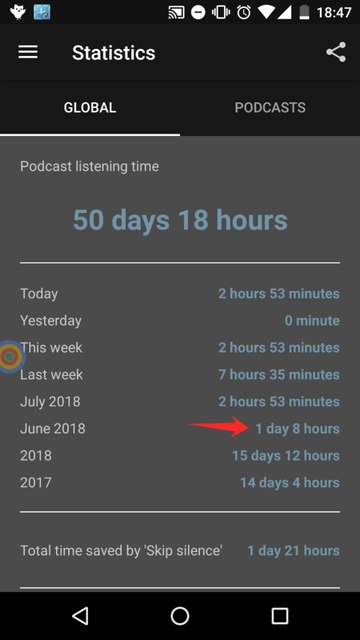 18:47
Statistics
GLOBAL PODCASTS
Podcast listening time
50 days 18 hours
Today 2 hours 53 minutes
Yesterday 0 minute
This week 2 hours 53 minutes
Last week 7 hours 35 minutes
July 2018 2 hours 53 minutes
June 2018 1 day 8 hours
2018 15 days 12 hours
2017 14 days 4 hours
Total time saved by 'Skip silence' 1 day 21 hours